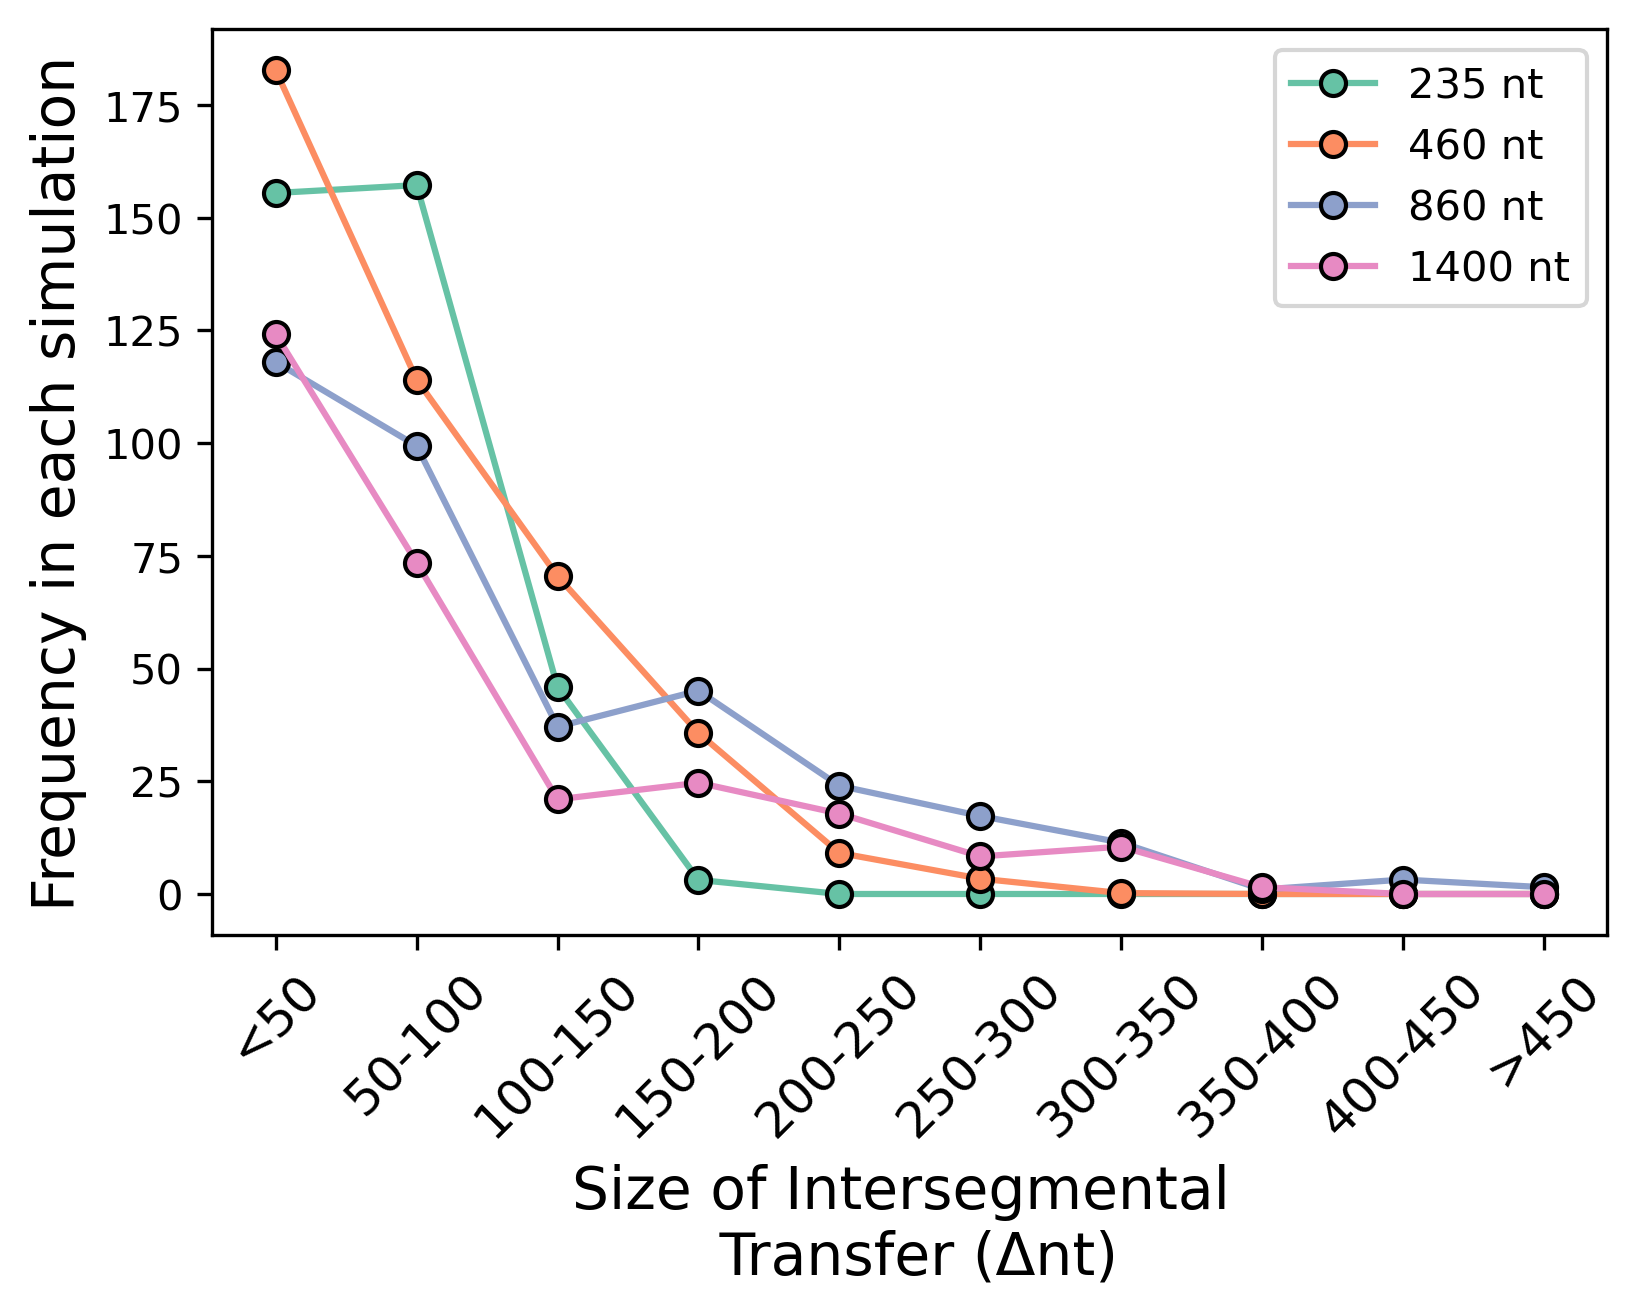 Frequency in each simulation
175
150
125
100
75
50
25
0
235 nt
460 nt
860 nt
1400 nt
<50
50-100
100-150
150-200
200-250
250-300
300-350
350-400
400-450
>450
Size of Intersegmental
Transfer (Δnt)